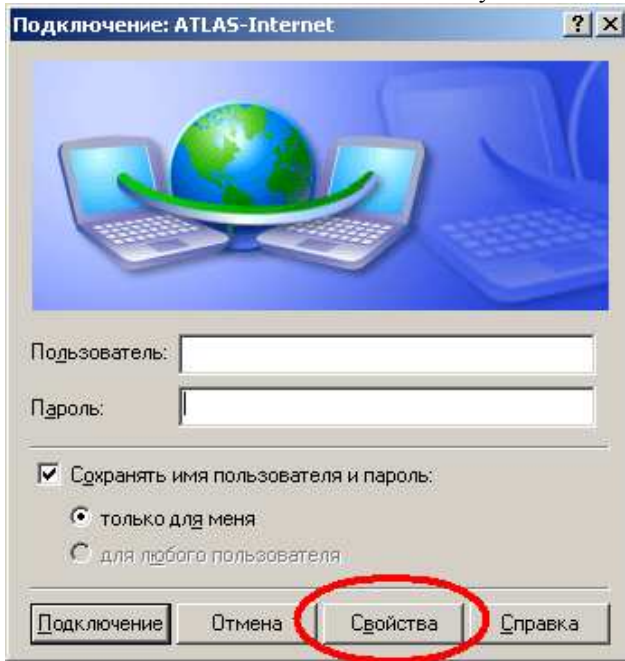 Подключение: ATLAS-Internet
Пользователь:
Пароль:
Сохранять имя пользователя и пароль:
только для меня
для любого пользователя
Подключение Отмена Свойства Справка